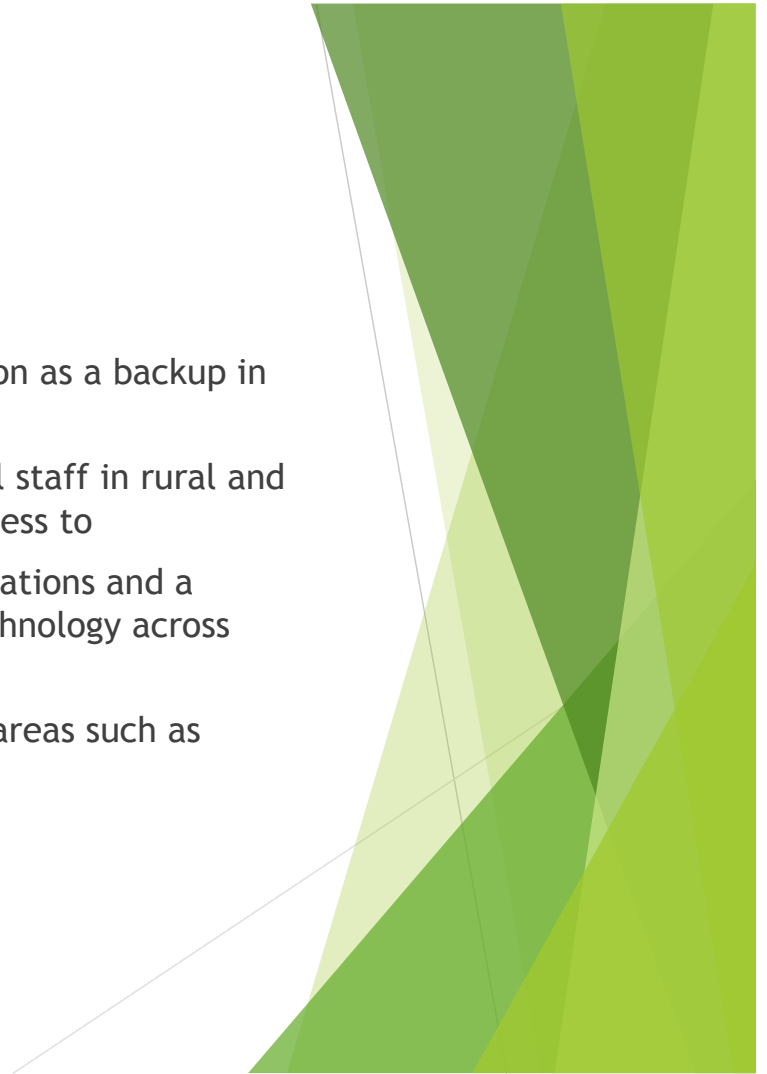 on as a backup in
staff in rural and
ess to
ations and a
hnology across
areas such as